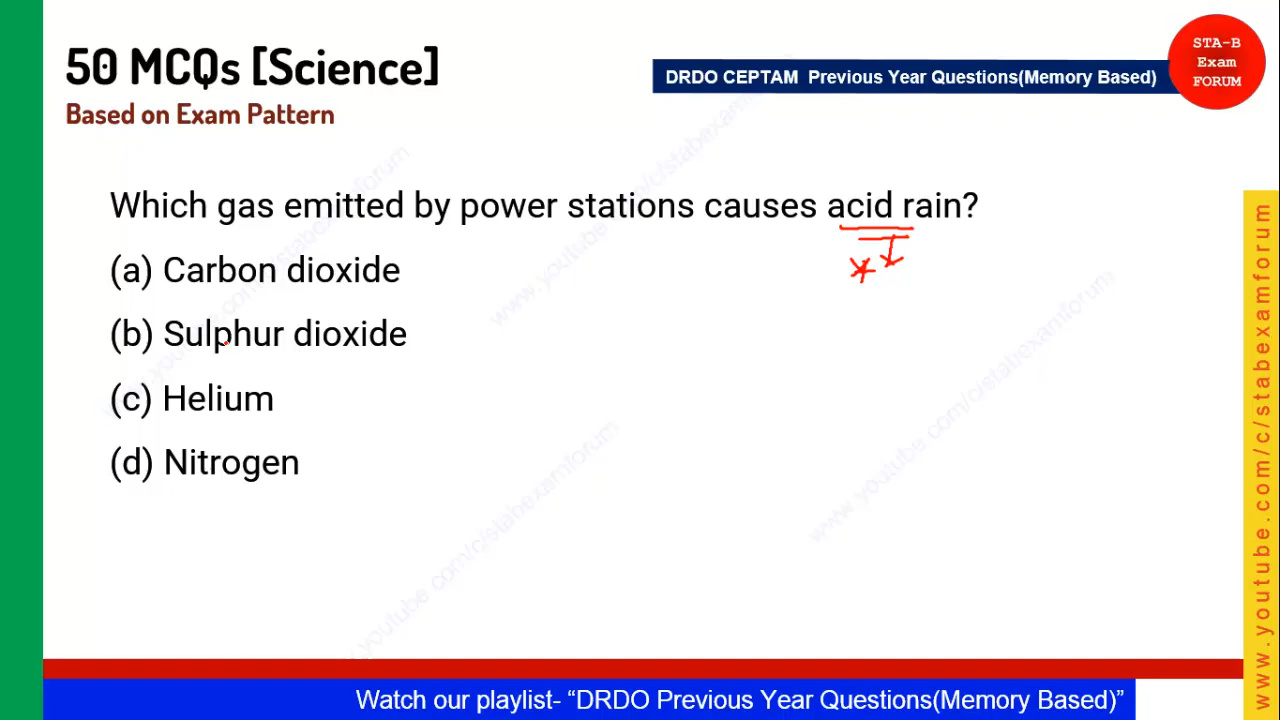 50 MCQs [Science]
Based on Exam Pattern
DRDO CEPTAM Previous Year Questions(Memory Based)
STA-B
Exam
FORUM
Which gas emitted by power stations causes acid rain?
(a) Carbon dioxide
(b) Sulphur dioxide
(c) Helium
(d) Nitrogen
www.youtube.com/c/stabexamforum
Watch our playlist- “DRDO Previous Year Questions(Memory Based)”